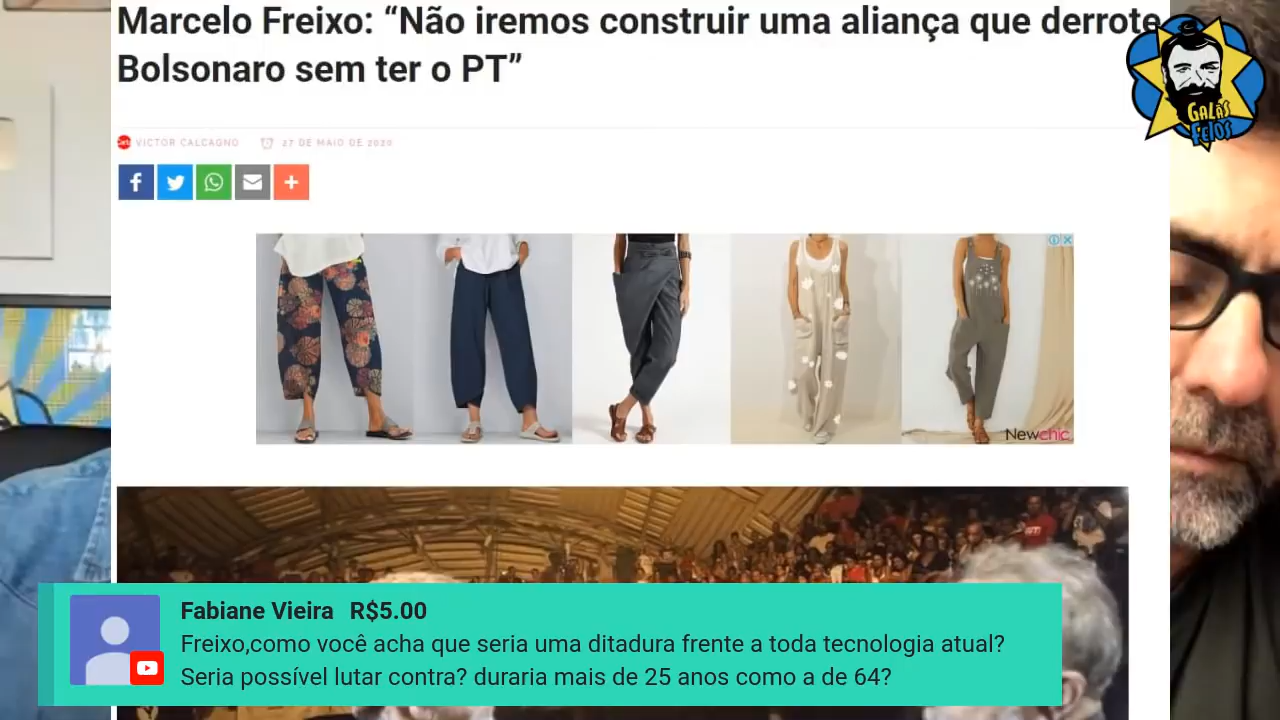 Marcelo Freixo: “Não iremos construir uma aliança que derrote
Bolsonaro sem ter o PT”
GALÃS
FEIOS
VICTOR CALCAGNO 27 DE MAIO DE 2020
Newchic
Fabiane Vieira R$5.00
Freixo,como você acha que seria uma ditadura frente a toda tecnologia atual?
Seria possível lutar contra? duraria mais de 25 anos como a de 64?